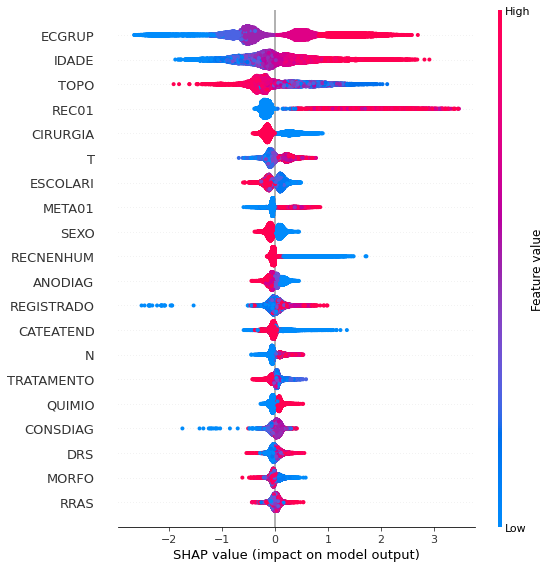 High
ECGRUP
IDADE
TOPO
REC01
CIRURGIA
T
ESCOLARI
META01
SEXO
RECNENHUM
ANODIAG
REGISTRADO
CATEATEND
N
TRATAMENTO
QUIMIO
CONSDIAG
DRS
MORFO
RRAS
Feature value
Low
−2 −1 0 1 2 3
SHAP value (impact on model output)